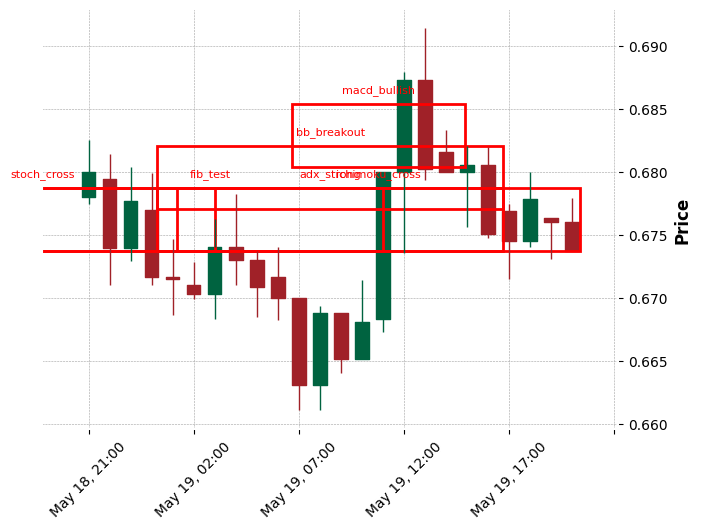 macd_bullish
bb_breakout
stoch_cross
fib_test
adx_strong
ichimoku_cross
0.690
0.685
0.680
0.675
0.670
0.665
0.660
Price
May 18, 21:00
May 19, 02:00
May 19, 07:00
May 19, 12:00
May 19, 17:00